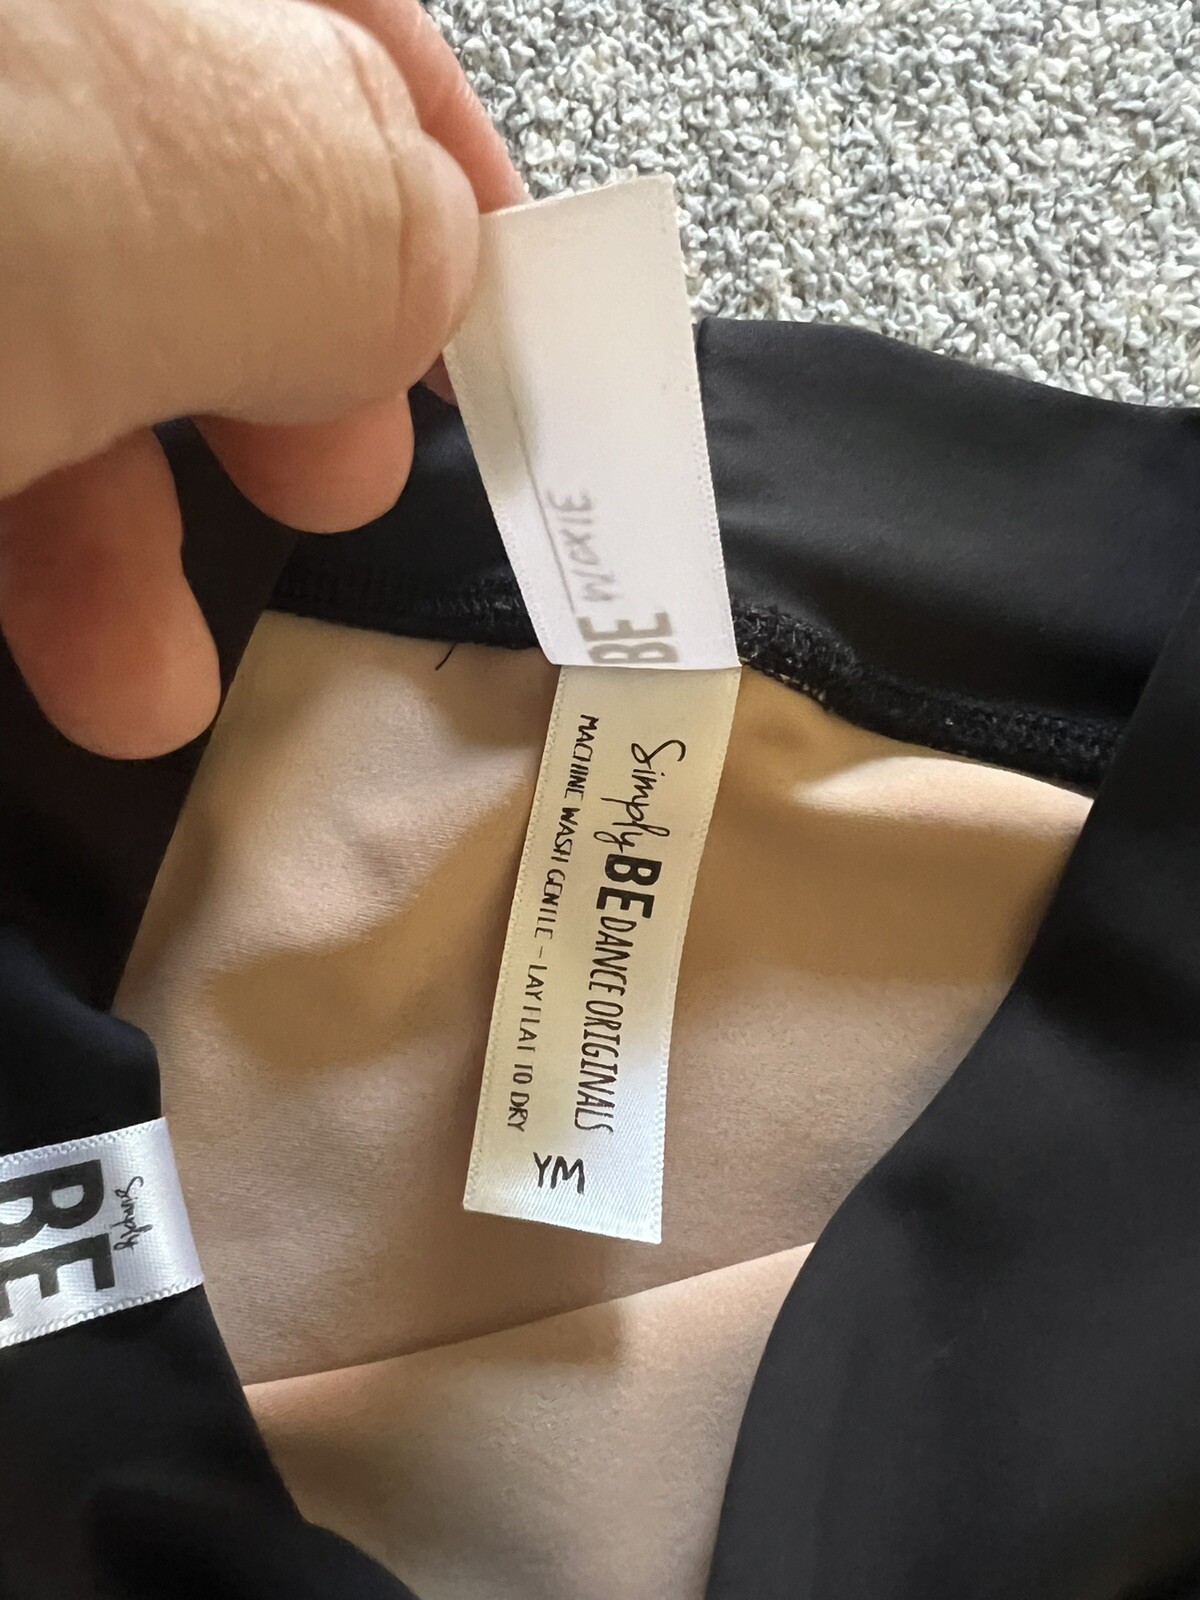 BE MOXIE
Simply BE DANCE ORIGINALS
MACHINE WASH GENTLE - LAY FLAT TO DRY
YM
Simply
BE